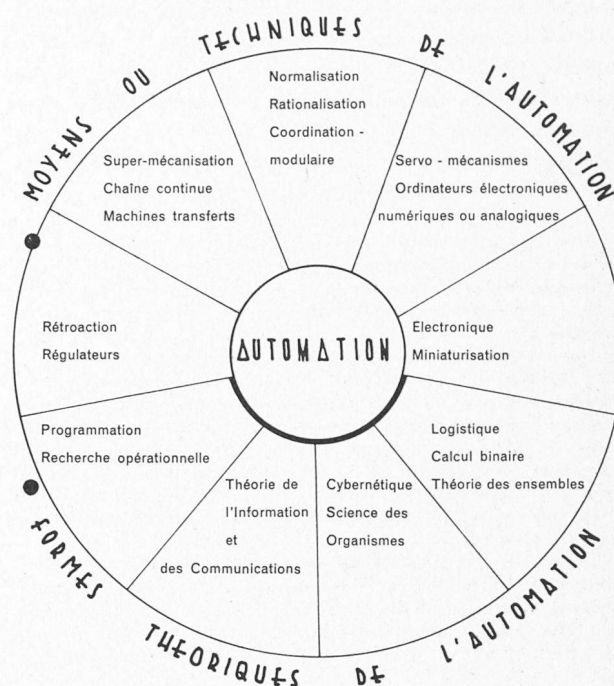 MOYENS OU TECHNIQUES DE L'AUTOMATION
Normalisation
Rationalisation
Coordination -
modulaire
Super-mécanisation
Chaîne continue
Machines transferts
Servo - mécanismes
Ordinateurs électroniques
numériques ou analogiques
Rétroaction
Régulateurs
AUTOMATION
Electronique
Miniaturisation
Programmation
Recherche opérationnelle
Théorie de
l'Information
et
des Communications
Cybernétique
Science des
Organismes
Logistique
Calcul binaire
Théorie des ensembles
FORMES THEORIQUES DE L'AUTOMATION